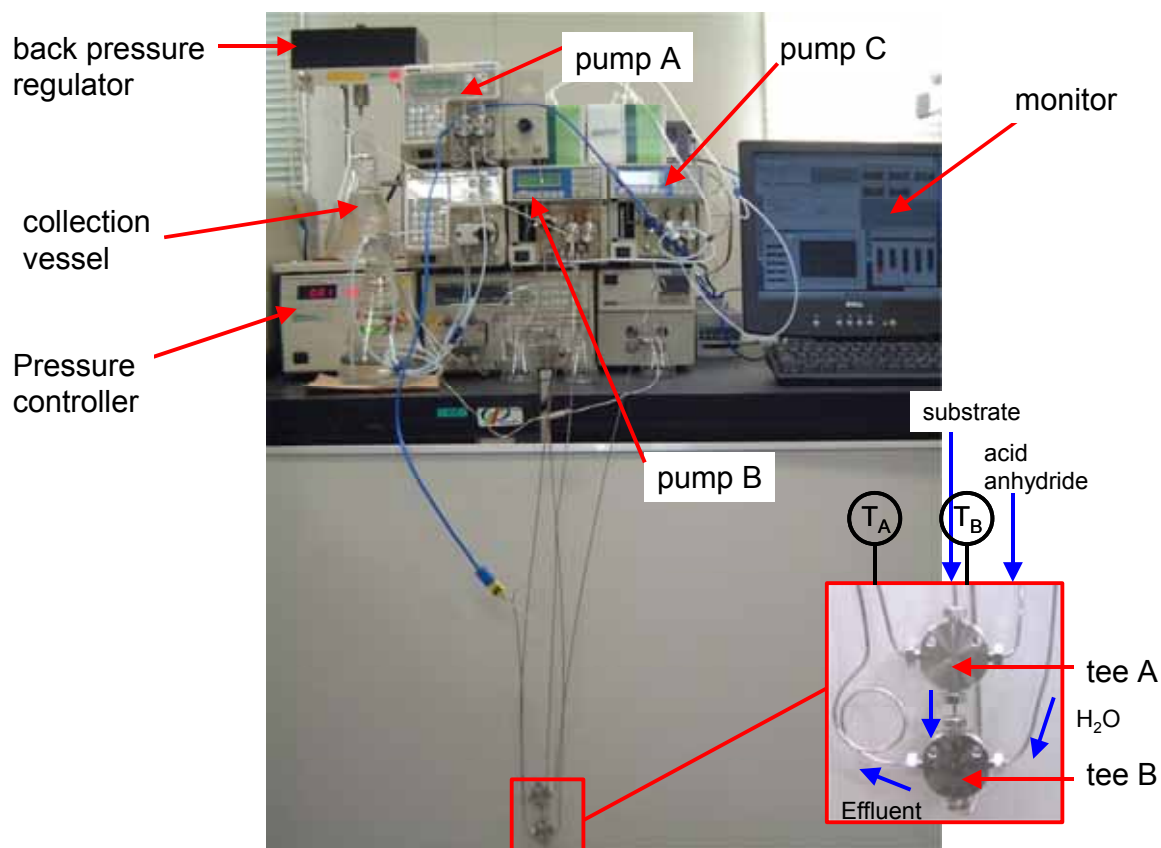 back pressure
regulator
pump A
pump C
monitor
collection
vessel
Pressure
controller
pump B
substrate
acid
anhydride
TA
TB
tee A
H2O
tee B
Effluent
DELL